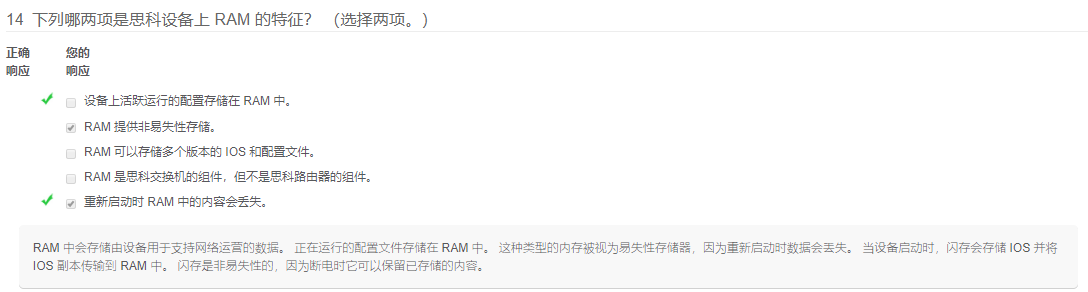 14 下列哪两项是思科设备上 RAM 的特征？ （选择两项。）
正确 您的
响应 响应
设备上活跃运行的配置存储在 RAM 中。
RAM 提供非易失性存储。
RAM 可以存储多个版本的 IOS 和配置文件。
RAM 是思科交换机的组件，但不是思科路由器的组件。
重新启动时 RAM 中的内容会丢失。
RAM 中会存储由设备用于支持网络运营的数据。 正在运行的配置文件存储在 RAM 中。 这种类型的内存被视为易失性存储器，因为重新启动时数据会丢失。 当设备启动时，闪存会存储 IOS 并将
IOS 副本传输到 RAM 中。 闪存是非易失性的，因为断电时它可以保留已存储的内容。